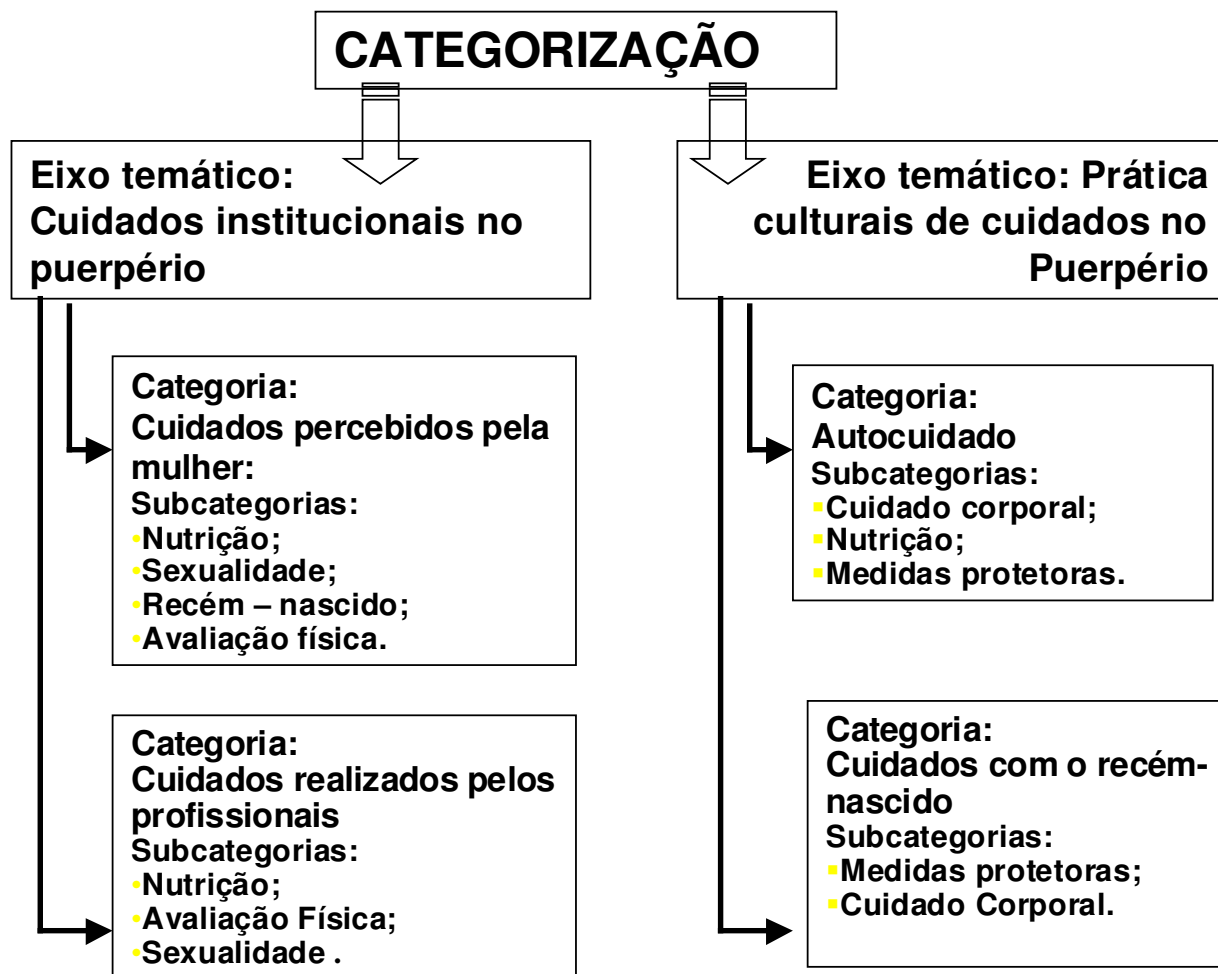 CATEGORIZAÇÃO
Eixo temático:
Cuidados institucionais no
puerpério
Categoria:
Cuidados percebidos pela
mulher:
Subcategorias:
•Nutrição;
•Sexualidade;
•Recém – nascido;
•Avaliação física.
Categoria:
Cuidados realizados pelos
profissionais
Subcategorias:
•Nutrição;
•Avaliação Física;
•Sexualidade .
Eixo temático: Prática
culturais de cuidados no
Puerpério
Categoria:
Autocuidado
Subcategorias:
▪Cuidado corporal;
▪Nutrição;
▪Medidas protetoras.
Categoria:
Cuidados com o recém-
nascido
Subcategorias:
▪Medidas protetoras;
▪Cuidado Corporal.